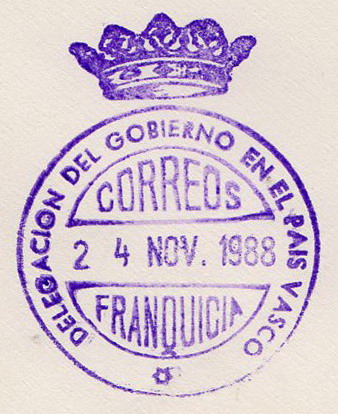 DELEGACION DEL GOBIERNO EN EL PAIS VASCO
CORREOS
2 4 NOV. 1988
FRANQUICIA